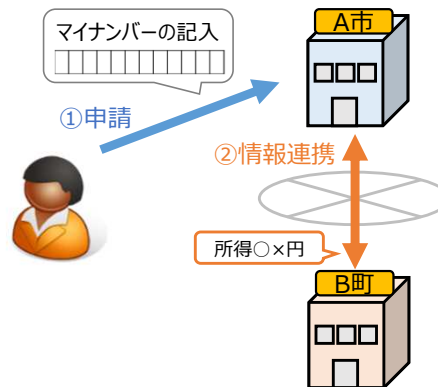 マイナンバーの記入
A市
①申請
②情報連携
所得○×円
B町